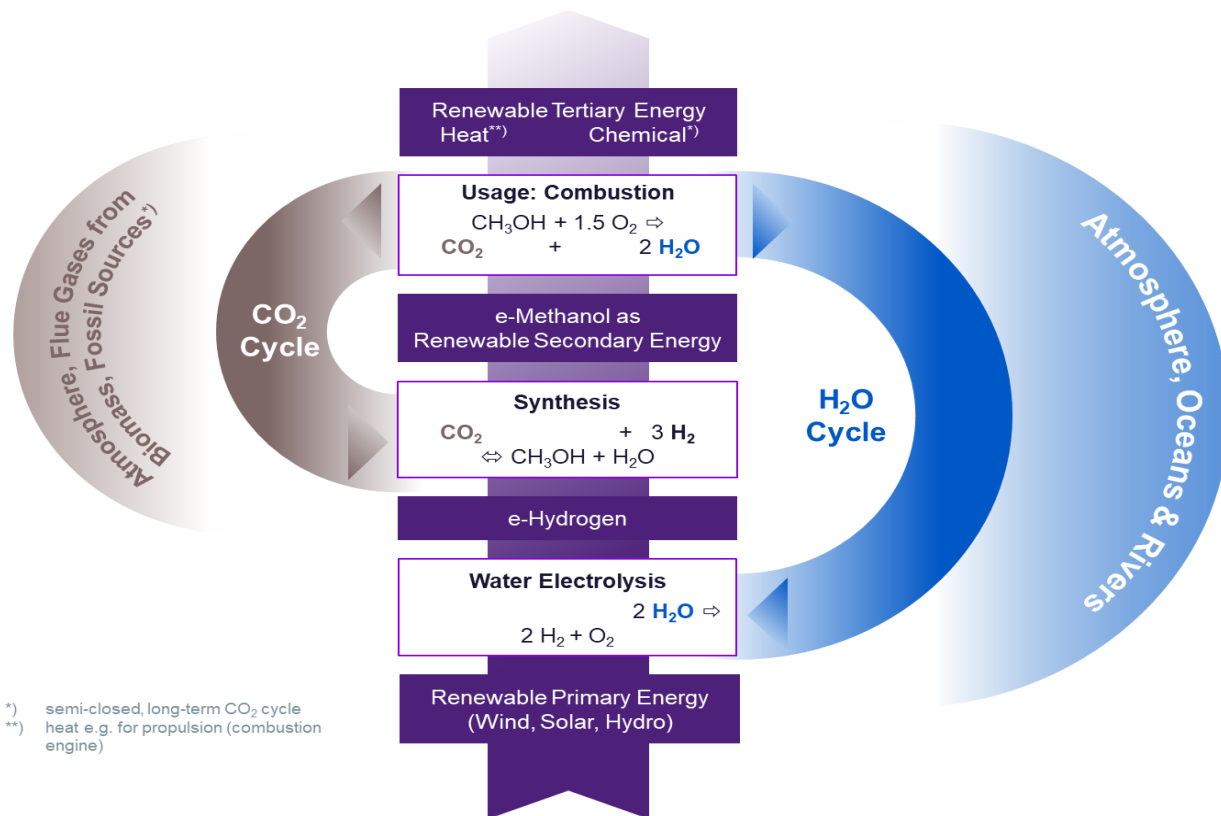 Renewable Tertiary Energy
Heat**) Chemical*)
Usage: Combustion
CH₃OH + 1.5 O₂ ⇨
CO₂ + 2 H₂O
e-Methanol as
Renewable Secondary Energy
Synthesis
CO₂ + 3 H₂
⇔ CH₃OH + H₂O
e-Hydrogen
Water Electrolysis
2 H₂O ⇨
2 H₂ + O₂
Renewable Primary Energy
(Wind, Solar, Hydro)
Atmosphere, Flue Gases from
Biomass, Fossil Sources*)
CO₂
Cycle
H₂O
Cycle
Atmosphere, Oceans & Rivers
*) semi-closed, long-term CO₂ cycle
**) heat e.g. for propulsion (combustion
engine)